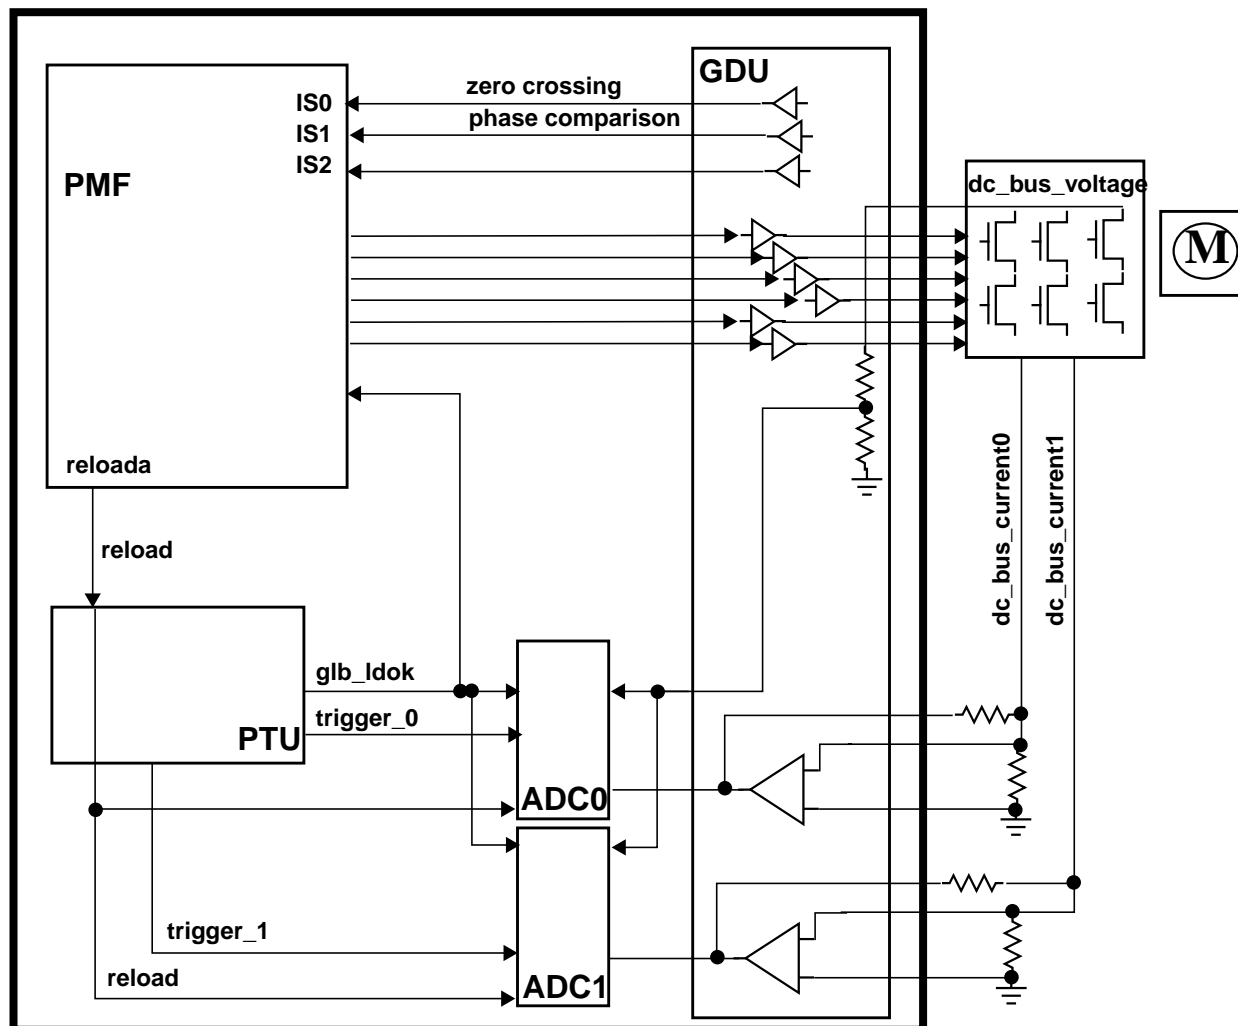 GDU
zero crossing
IS0
phase comparison
IS1
IS2
PMF
dc_bus_voltage
M
reloada
dc_bus_current0
dc_bus_current1
reload
glb_ldok
trigger_0
PTU
ADC0
trigger_1
reload
ADC1